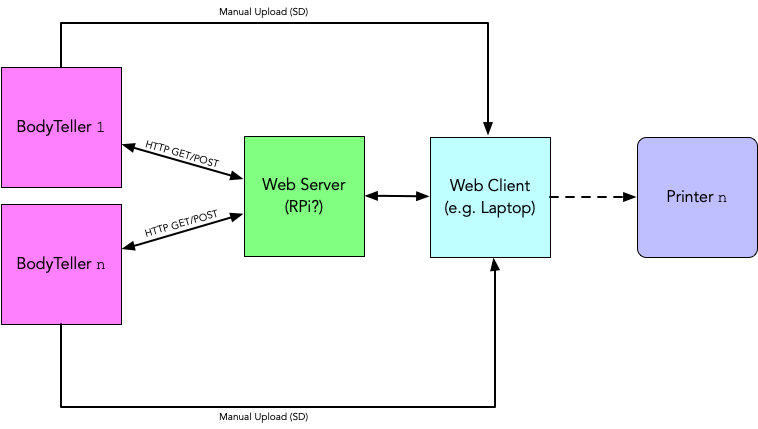 Manual Upload (SD)
BodyTeller 1
HTTP GET/POST
Web Server
(RPi?)
Web Client
(e.g. Laptop)
Printer n
HTTP GET/POST
BodyTeller n
Manual Upload (SD)